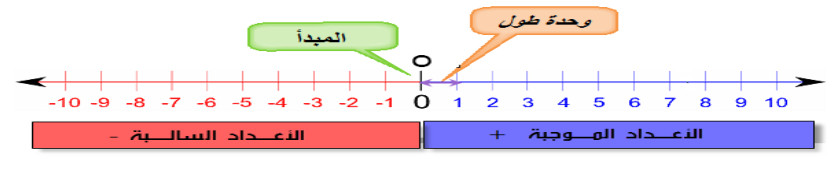 وحدة طول
المبدأ
O
-10 -9 -8 -7 -6 -5 -4 -3 -2 -1 0 1 2 3 4 5 6 7 8 9 10
الأعداد السالبة -
الأعداد الموجبة +